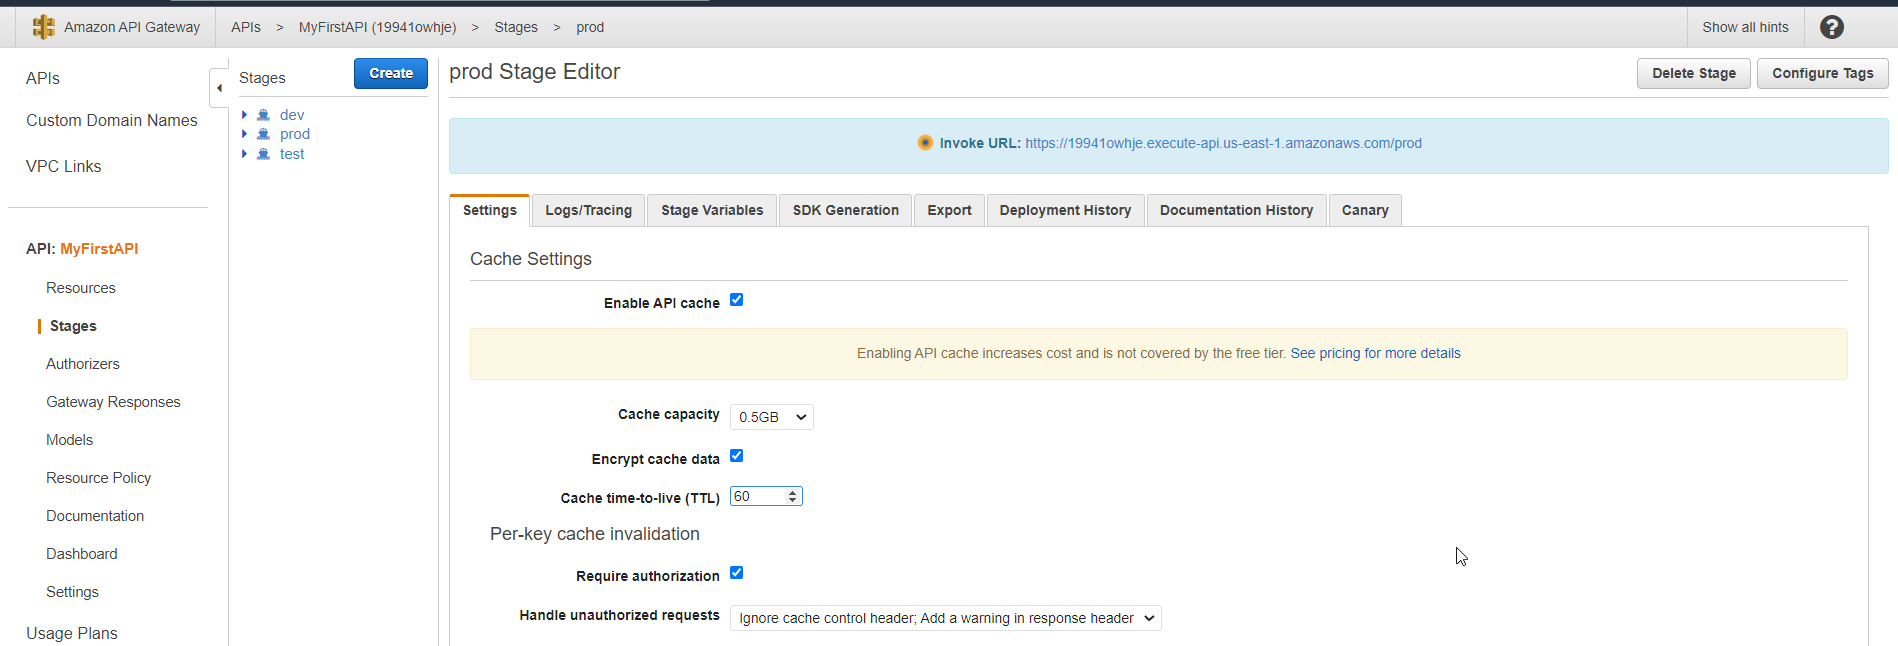 Amazon API Gateway
APIs > MyFirstAPI (19941owhje) > Stages > prod
Show all hints
?
APIs
Custom Domain Names
VPC Links
API: MyFirstAPI
Resources
Stages
Authorizers
Gateway Responses
Models
Resource Policy
Documentation
Dashboard
Settings
Usage Plans
Stages
Create
dev
prod
test
prod Stage Editor
Delete Stage
Configure Tags
Invoke URL: https://19941owhje.execute-api.us-east-1.amazonaws.com/prod
Settings
Logs/Tracing
Stage Variables
SDK Generation
Export
Deployment History
Documentation History
Canary
Cache Settings
Enable API cache
Enabling API cache increases cost and is not covered by the free tier. See pricing for more details
Cache capacity 0.5GB
Encrypt cache data
Cache time-to-live (TTL) 60
Per-key cache invalidation
Require authorization
Handle unauthorized requests Ignore cache control header; Add a warning in response header